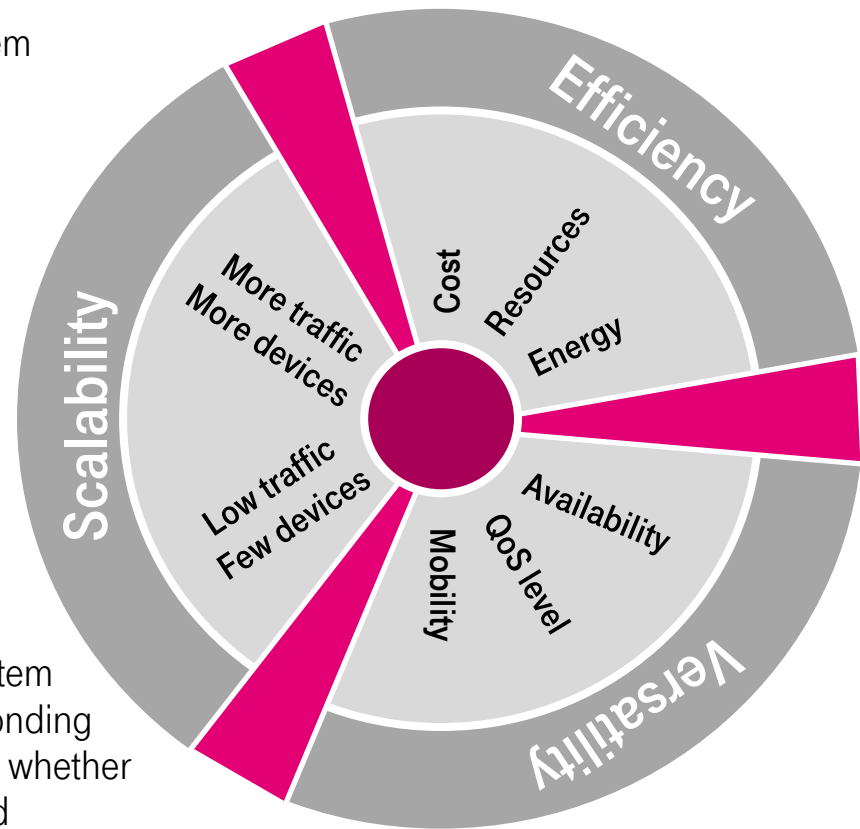 em
Efficiency
Cost
Resources
Energy
Scalability
More traffic
More devices
Low traffic
Few devices
Availability
QoS level
Mobility
Versatility
tem
onding
whether
d